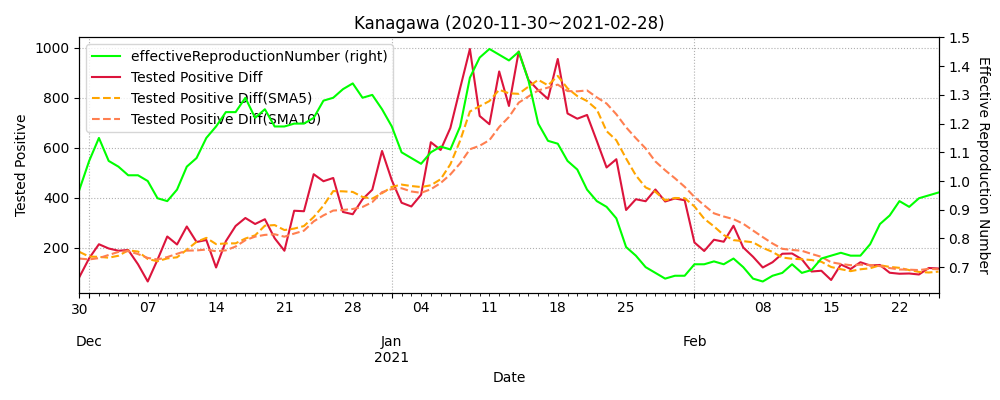 Kanagawa (2020-11-30~2021-02-28)
effectiveReproductionNumber (right)
Tested Positive Diff
Tested Positive Diff(SMA5)
Tested Positive Diff(SMA10)
Tested Positive
1000
800
600
400
200
1.5
1.4
1.3
1.2
1.1
1.0
0.9
0.8
0.7
Effective Reproduction Number
30 07 14 21 28 04 11 18 25 08 15 22
Dec Jan Feb
2021
Date